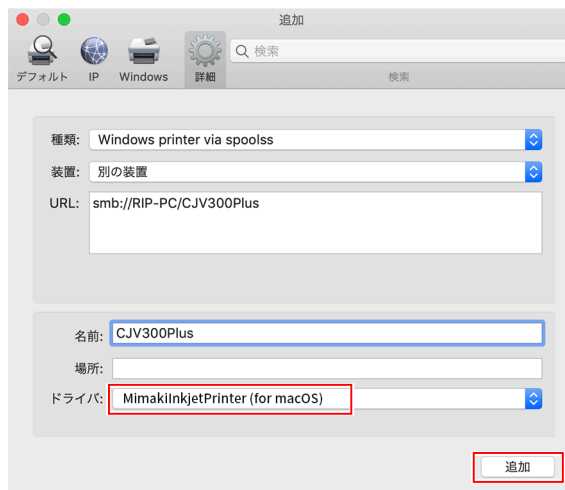 追加
検索
デフォルト IP Windows 詳細 検索
種類: Windows printer via spoolss
装置: 別の装置
URL: smb://RIP-PC/CJV300Plus
名前: CJV300Plus
場所:
ドライバ: MimakiInkjetPrinter (for macOS)
追加